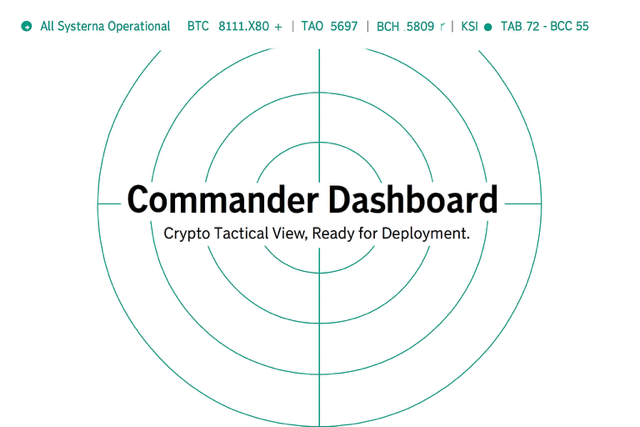 All Systerna Operational BTC 8111.X80 + | TAO 5697 | BCH .5809 r | KSI ● TAB 72 - BCC 55
Commander Dashboard
Crypto Tactical View, Ready for Deployment.